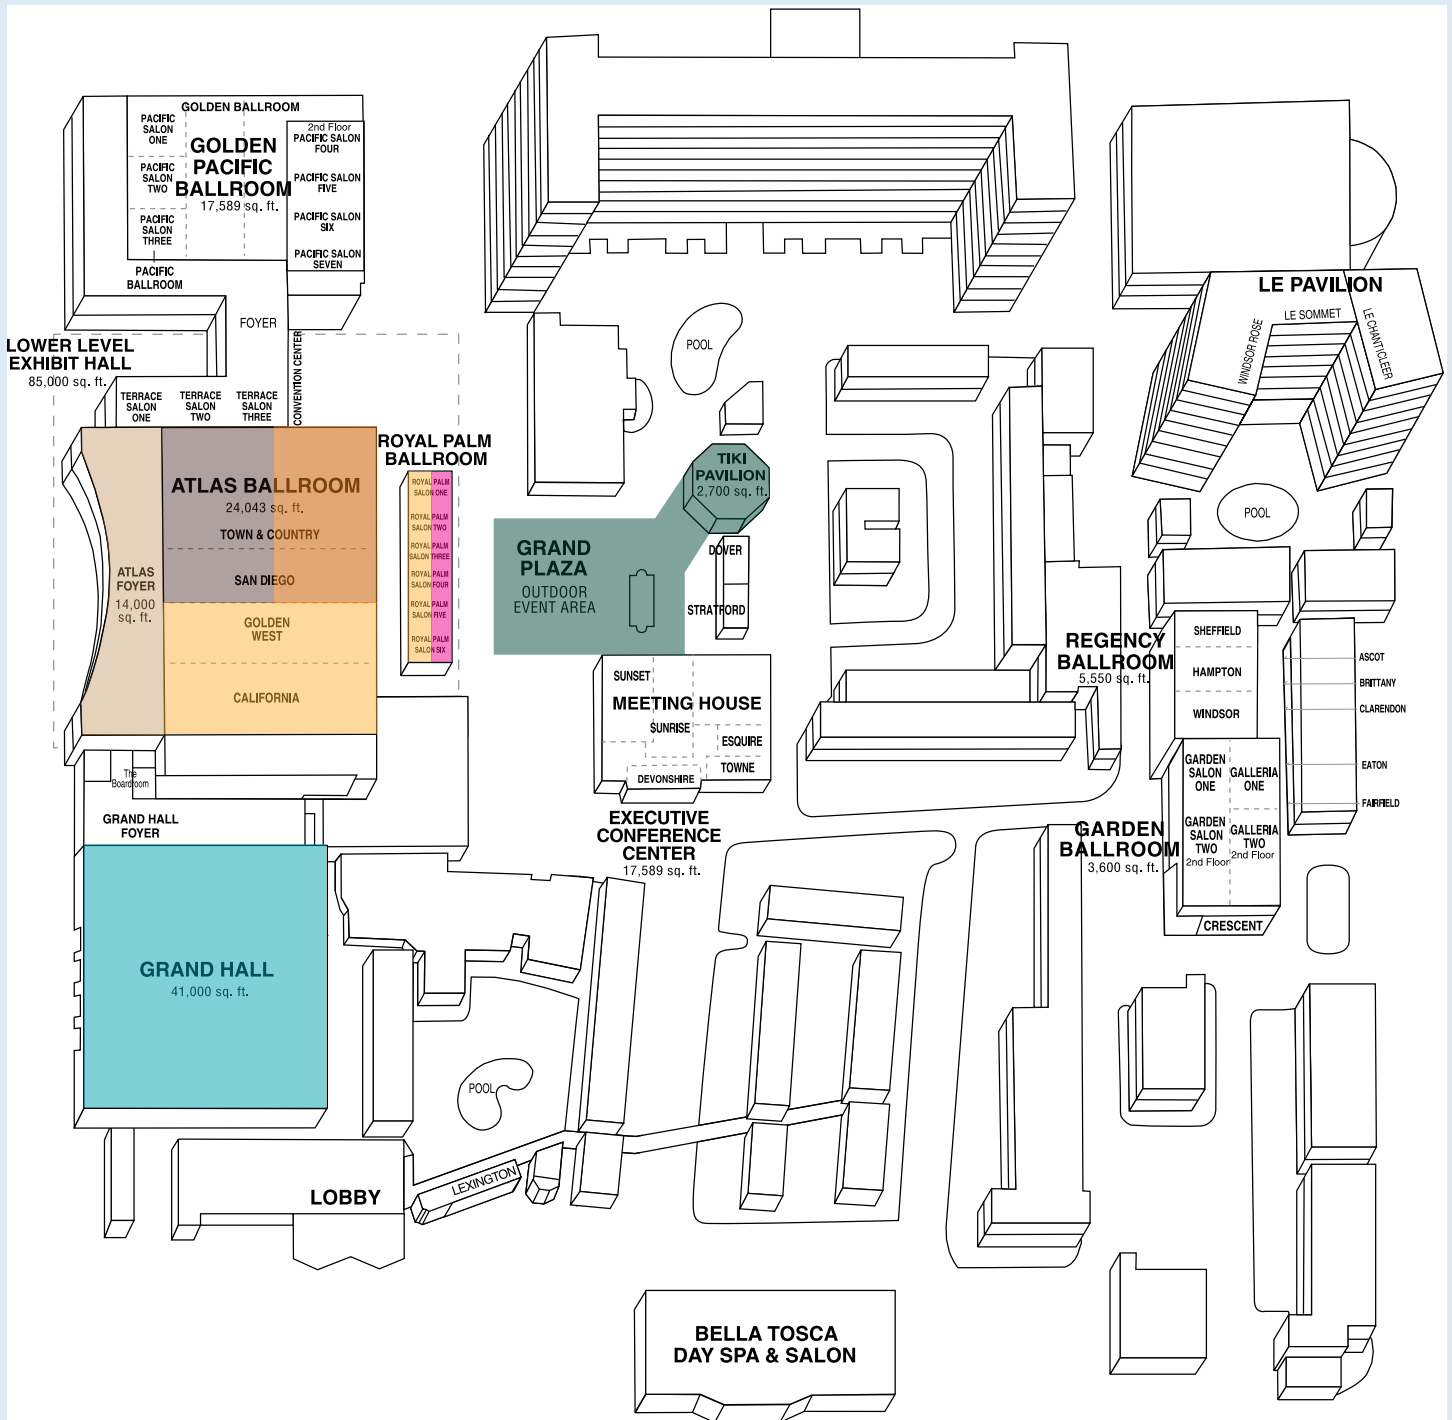 GOLDEN BALLROOM
PACIFIC
SALON
ONE
PACIFIC
SALON
TWO
PACIFIC
SALON
THREE
PACIFIC
BALLROOM
GOLDEN
PACIFIC
BALLROOM
17,589 sq. ft.
2nd Floor
PACIFIC SALON
FOUR
PACIFIC SALON
FIVE
PACIFIC SALON
SIX
PACIFIC SALON
SEVEN
FOYER
CONVENTION CENTER
LOWER LEVEL
EXHIBIT HALL
85,000 sq. ft.
TERRACE
SALON
ONE
TERRACE
SALON
TWO
TERRACE
SALON
THREE
ATLAS BALLROOM
24,043 sq. ft.
TOWN & COUNTRY
SAN DIEGO
GOLDEN
WEST
CALIFORNIA
ATLAS
FOYER
14,000
sq. ft.
ROYAL PALM
BALLROOM
ROYAL PALM
SALON ONE
ROYAL PALM
SALON TWO
ROYAL PALM
SALON THREE
ROYAL PALM
SALON FOUR
ROYAL PALM
SALON FIVE
ROYAL PALM
SALON SIX
The
Boardroom
GRAND HALL
FOYER
GRAND HALL
41,000 sq. ft.
POOL
TIKI
PAVILION
2,700 sq. ft.
GRAND
PLAZA
OUTDOOR
EVENT AREA
DOVER
STRATFORD
SUNSET
MEETING HOUSE
SUNRISE
ESQUIRE
TOWNE
DEVONSHIRE
EXECUTIVE
CONFERENCE
CENTER
17,589 sq. ft.
LE PAVILION
LE SOMMET
WINDSOR ROSE
LE CHANTICLEER
POOL
REGENCY
BALLROOM
5,550 sq. ft.
SHEFFIELD
HAMPTON
WINDSOR
ASCOT
BRITTANY
CLARENDON
EATON
FAIRFIELD
GARDEN
BALLROOM
3,600 sq. ft.
GARDEN
SALON
ONE
GALLERIA
ONE
GARDEN
SALON
TWO
2nd Floor
GALLERIA
TWO
2nd Floor
CRESCENT
POOL
LEXINGTON
LOBBY
BELLA TOSCA
DAY SPA & SALON